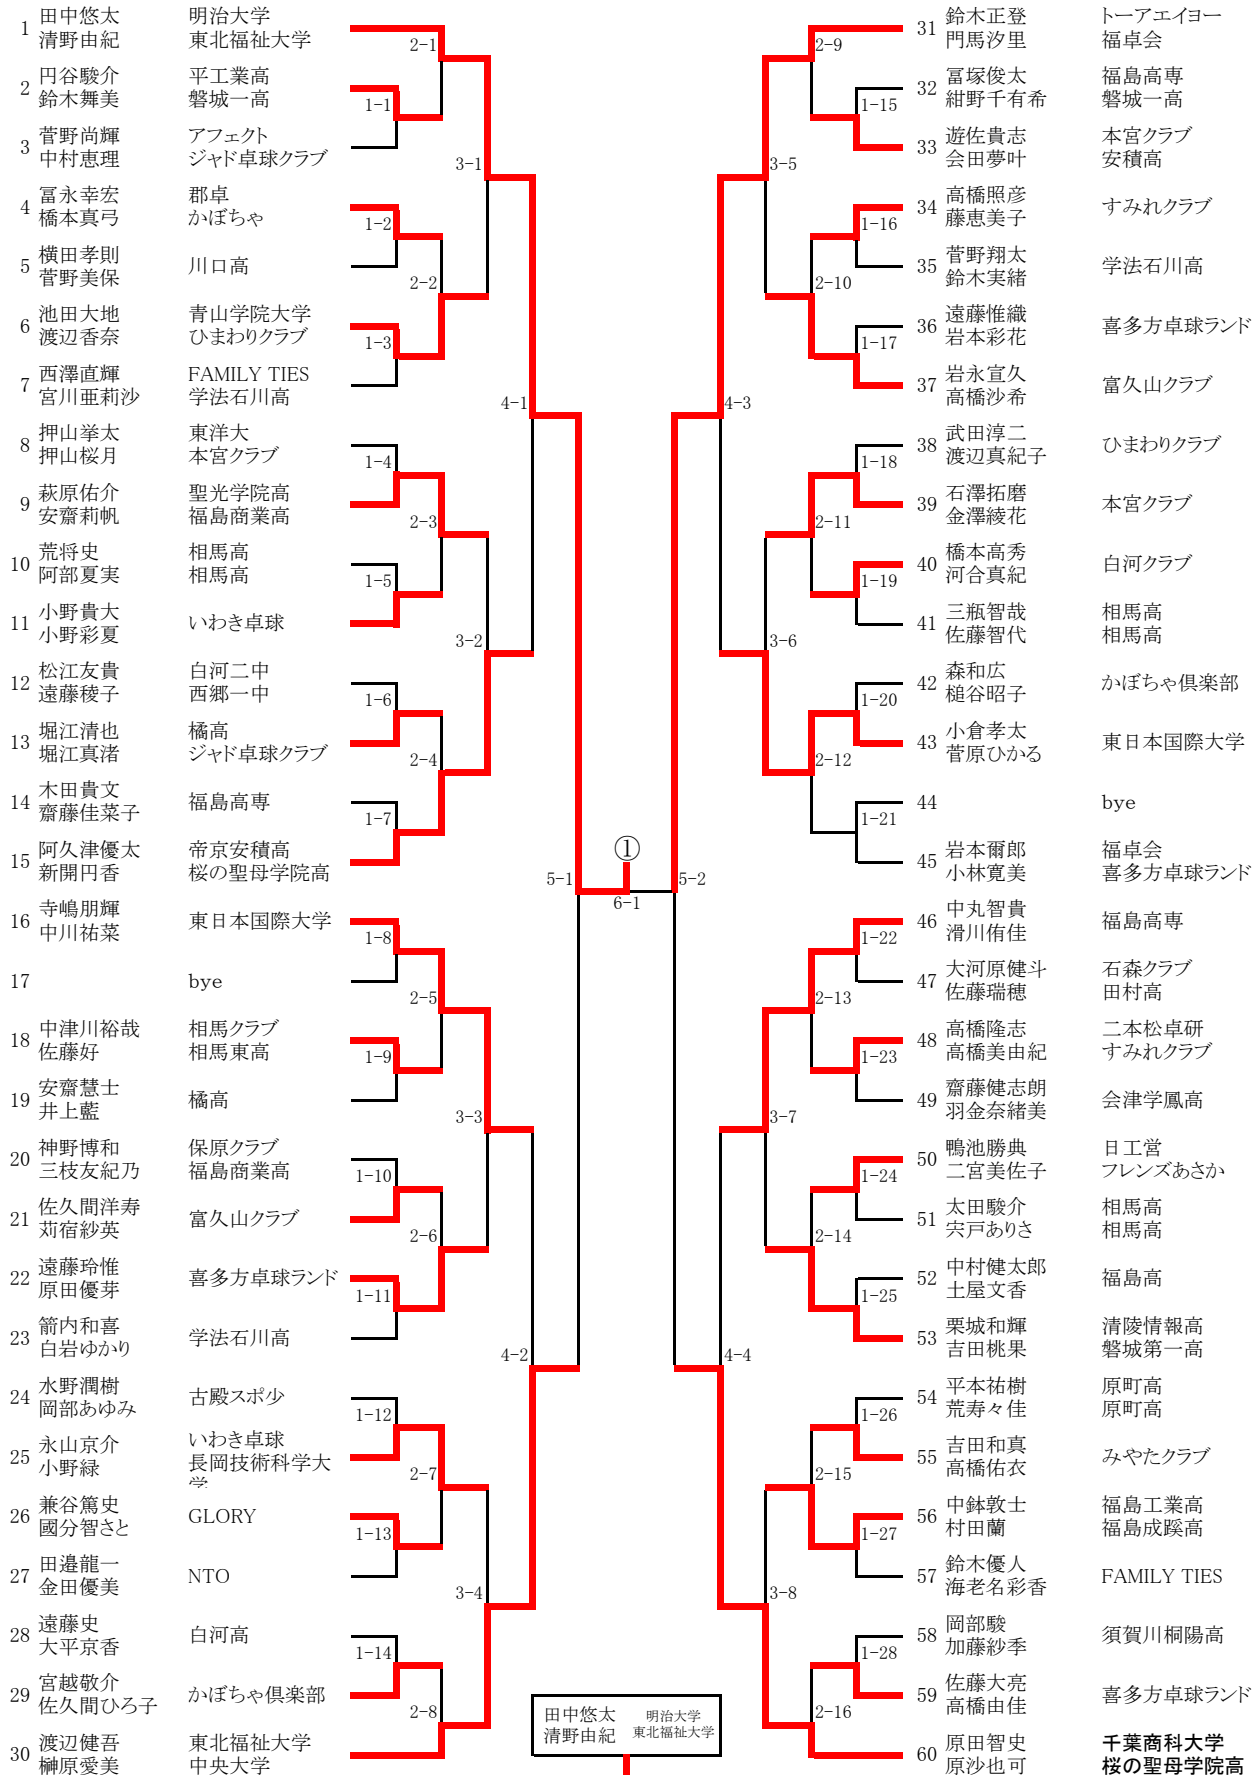 1 田中悠太 明治大学
清野由紀 東北福祉大学
2 円谷駿介 平工業高
鈴木舞美 磐城一高
3 菅野尚輝 アフェクト
中村恵理 ジャド卓球クラブ
4 冨永幸宏 郡卓
橋本真弓 かぼちゃ
5 横田孝則 川口高
菅野美保
6 池田大地 青山学院大学
渡辺香奈 ひまわりクラブ
7 西澤直輝 FAMILY TIES
宮川亜莉沙 学法石川高
8 押山挙太 東洋大
押山桜月 本宮クラブ
9 萩原佑介 聖光学院高
安齋莉帆 福島商業高
10 荒将史 相馬高
阿部夏実 相馬高
11 小野貴大 いわき卓球
小野彩夏
12 松江友貴 白河二中
遠藤稜子 西郷一中
13 堀江清也 橘高
堀江真渚 ジャド卓球クラブ
14 木田貴文 福島高専
齋藤佳菜子
15 阿久津優太 帝京安積高
新開円香 桜の聖母学院高
16 寺嶋朋輝 東日本国際大学
中川祐菜
17 bye
18 中津川裕哉 相馬クラブ
佐藤好 相馬東高
19 安齋慧士 橘高
井上藍
20 神野博和 保原クラブ
三枝友紀乃 福島商業高
21 佐久間洋寿 富久山クラブ
苅宿紗英
22 遠藤玲惟 喜多方卓球ランド
原田優芽
23 箭内和喜 学法石川高
白岩ゆかり
24 水野潤樹 古殿スポ少
岡部あゆみ
25 永山京介 いわき卓球
小野緑 長岡技術科学大
学
26 兼谷篤史 GLORY
國分智さと
27 田邉龍一 NTO
金田優美
28 遠藤史 白河高
大平京香
29 宮越敬介 かぼちゃ倶楽部
佐久間ひろ子
30 渡辺健吾 東北福祉大学
榊原愛美 中央大学
1-1
1-2
1-3
1-4
1-5
1-6
1-7
1-8
1-9
1-10
1-11
1-12
1-13
1-14
2-1
2-2
2-3
2-4
2-5
2-6
2-7
2-8
3-1
3-2
3-3
3-4
4-1
4-2
5-1
①
6-1
5-2
4-3
4-4
3-5
3-6
3-7
3-8
2-9
2-10
2-11
2-12
2-13
2-14
2-15
2-16
1-15
1-16
1-17
1-18
1-19
1-20
1-21
1-22
1-23
1-24
1-25
1-26
1-27
1-28
31 鈴木正登 トーアエイヨー
門馬汐里 福卓会
32 冨塚俊太 福島高専
紺野千有希 磐城一高
33 遊佐貴志 本宮クラブ
会田夢叶 安積高
34 高橋照彦 すみれクラブ
藤恵美子
35 菅野翔太 学法石川高
鈴木実緒
36 遠藤惟織 喜多方卓球ランド
岩本彩花
37 岩永宣久 富久山クラブ
高橋沙希
38 武田淳二 ひまわりクラブ
渡辺真紀子
39 石澤拓磨 本宮クラブ
金澤綾花
40 橋本高秀 白河クラブ
河合真紀
41 三瓶智哉 相馬高
佐藤智代 相馬高
42 森和広 かぼちゃ倶楽部
槌谷昭子
43 小倉孝太 東日本国際大学
菅原ひかる
44 bye
45 岩本爾郎 福卓会
小林寛美 喜多方卓球ランド
46 中丸智貴 福島高専
滑川侑佳
47 大河原健斗 石森クラブ
佐藤瑞穂 田村高
48 高橋隆志 二本松卓研
高橋美由紀 すみれクラブ
49 齋藤健志朗 会津学鳳高
羽金奈緒美
50 鴨池勝典 日工営
二宮美佐子 フレンズあさか
51 太田駿介 相馬高
宍戸ありさ 相馬高
52 中村健太郎 福島高
土屋文香
53 栗城和輝 清陵情報高
吉田桃果 磐城第一高
54 平本祐樹 原町高
荒寿々佳 原町高
55 吉田和真 みやたクラブ
高橋佑衣
56 中鉢敦士 福島工業高
村田蘭 福島成蹊高
57 鈴木優人 FAMILY TIES
海老名彩香
58 岡部駿 須賀川桐陽高
加藤紗季
59 佐藤大亮 喜多方卓球ランド
高橋由佳
60 原田智史 千葉商科大学
原沙也可 桜の聖母学院高
田中悠太 明治大学
清野由紀 東北福祉大学